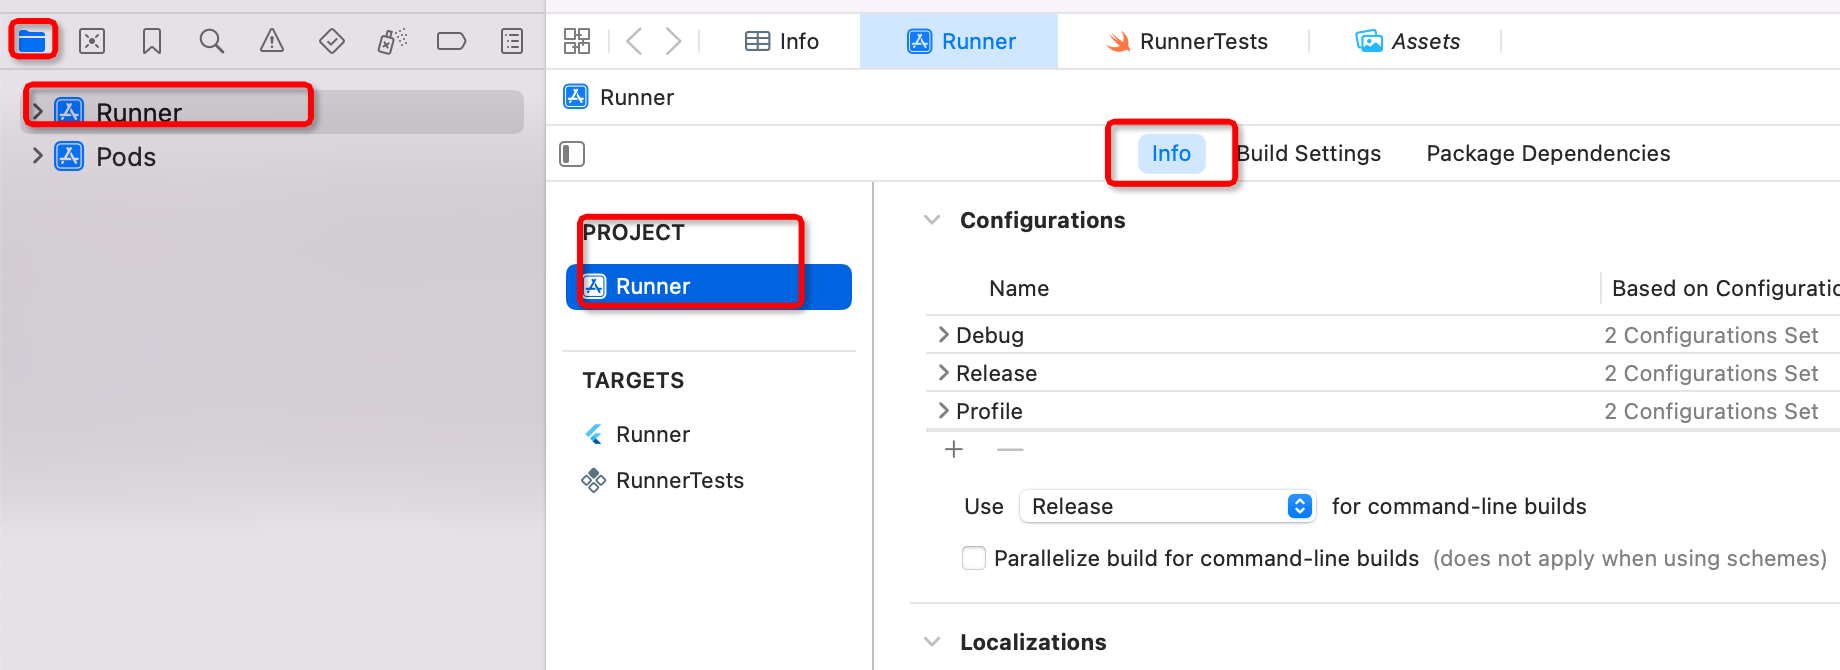 Info
Runner
RunnerTests
Assets
Runner
Pods
Runner
Info
Build Settings
Package Dependencies
PROJECT
Runner
TARGETS
Runner
RunnerTests
Configurations
Name
Based on Configuratio
Debug
2 Configurations Set
Release
2 Configurations Set
Profile
2 Configurations Set
Use Release for command-line builds
Parallelize build for command-line builds (does not apply when using schemes)
Localizations